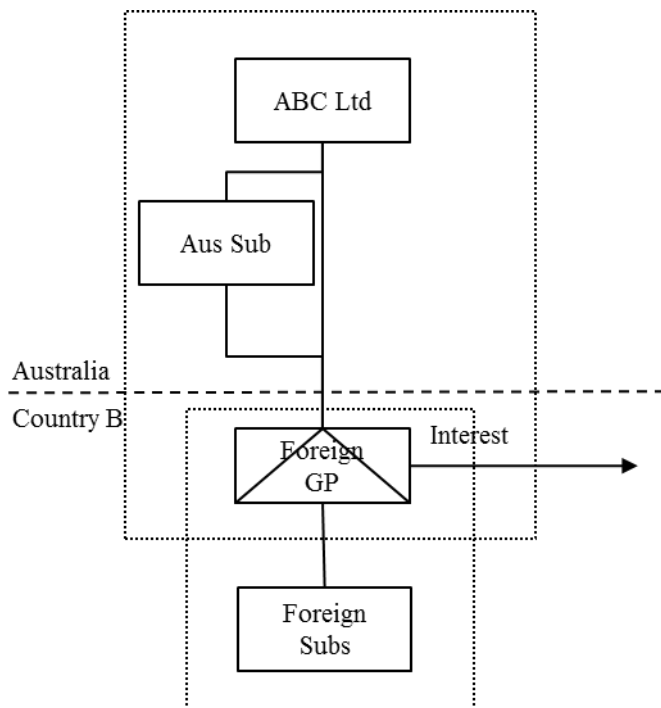 ABC Ltd
Aus Sub
Australia
Country B
Foreign
GP
Interest
Foreign
Subs